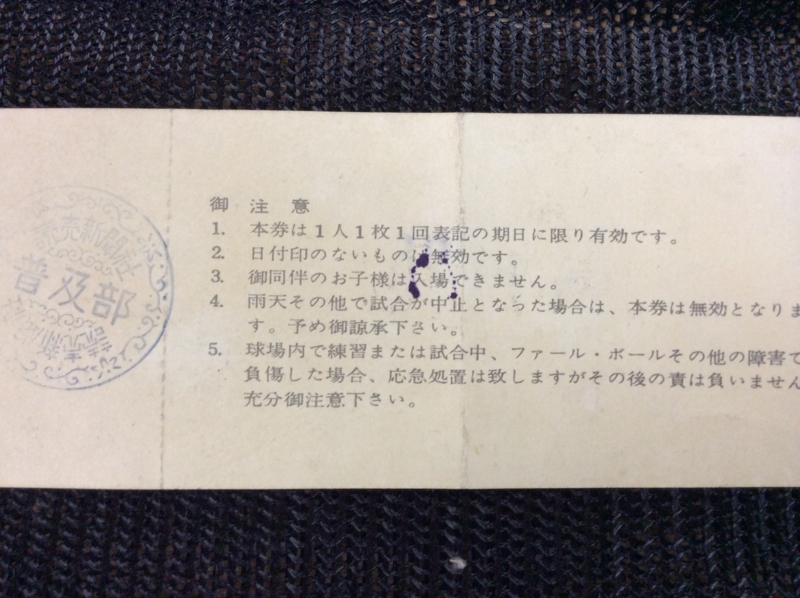 御 注 意
1. 本券は1人1枚1回表記の期日に限り有効です。
2. 日付印のないものは無効です。
3. 御同伴のお子様は入場できません。
4. 雨天その他で試合が中止となった場合は、本券は無効となりま
す。予め御諒承下さい。
5. 球場内で練習または試合中、ファール・ボールその他の障害で
負傷した場合、応急処置は致しますがその後の責は負いません
充分御注意下さい。
売新聞社
普及部